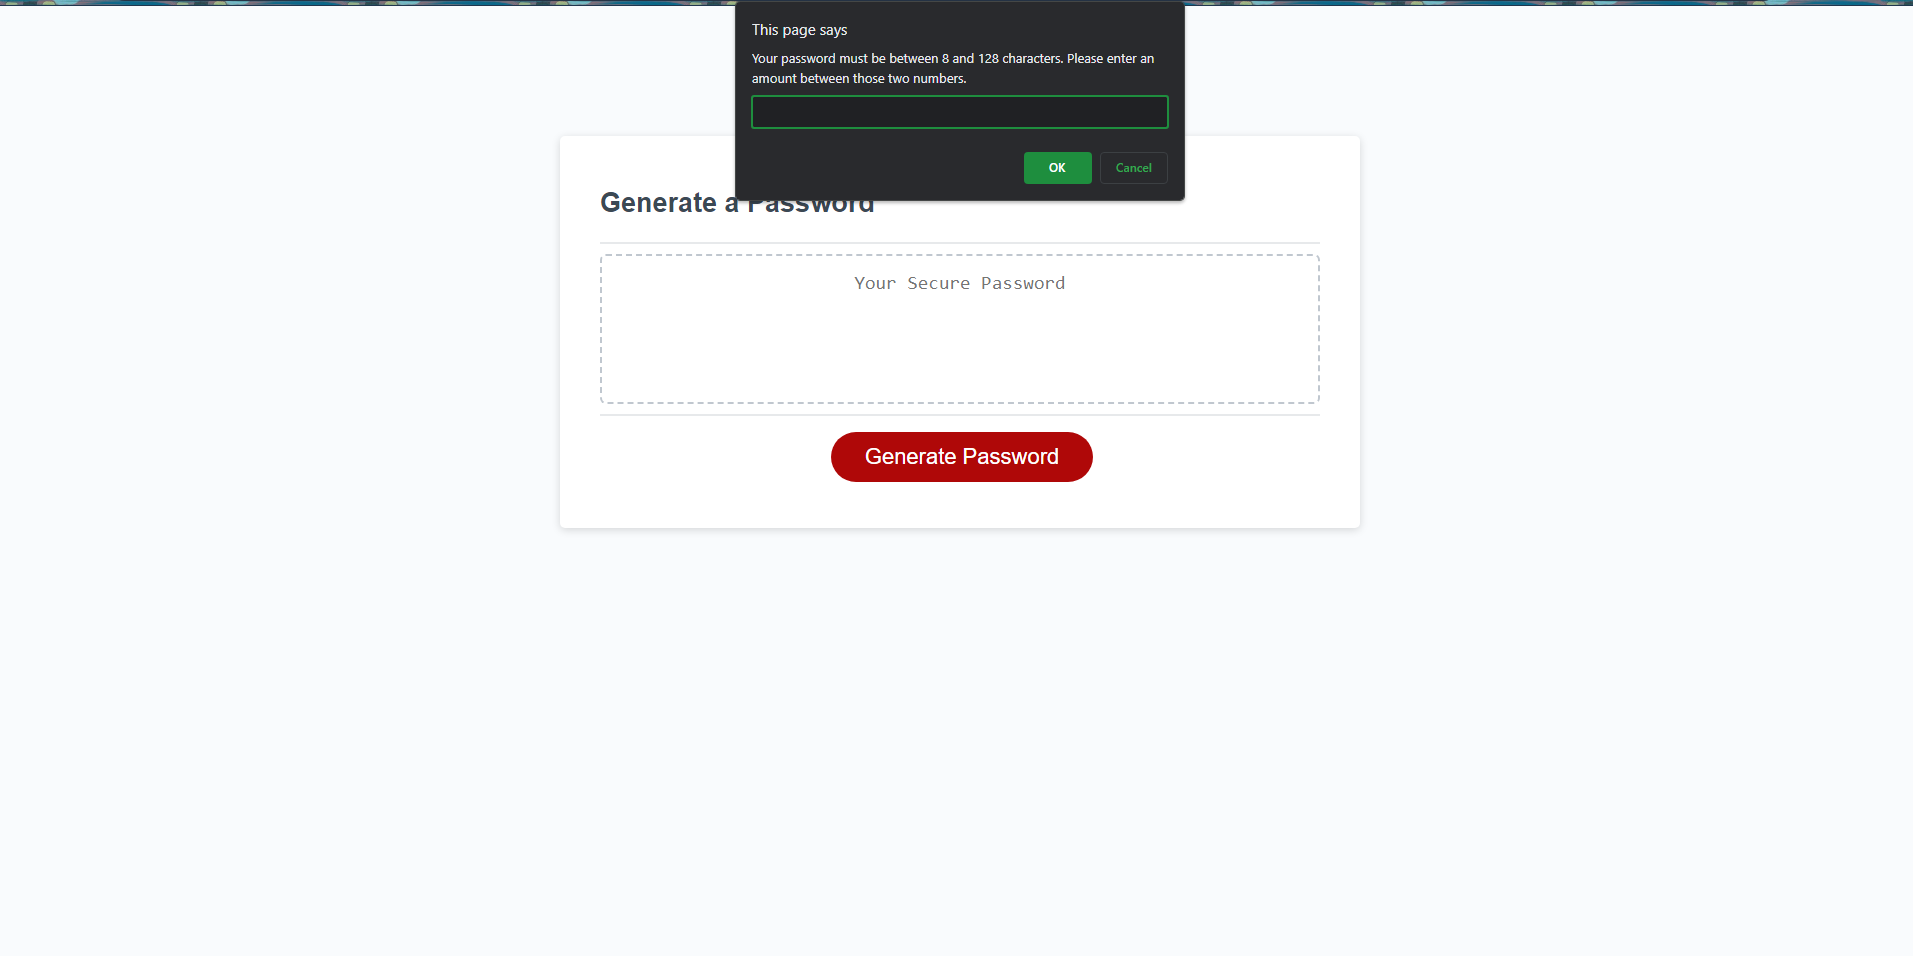 This page says
Your password must be between 8 and 128 characters. Please enter an
amount between those two numbers.
OK
Cancel
Generate a Password
Your Secure Password
Generate Password